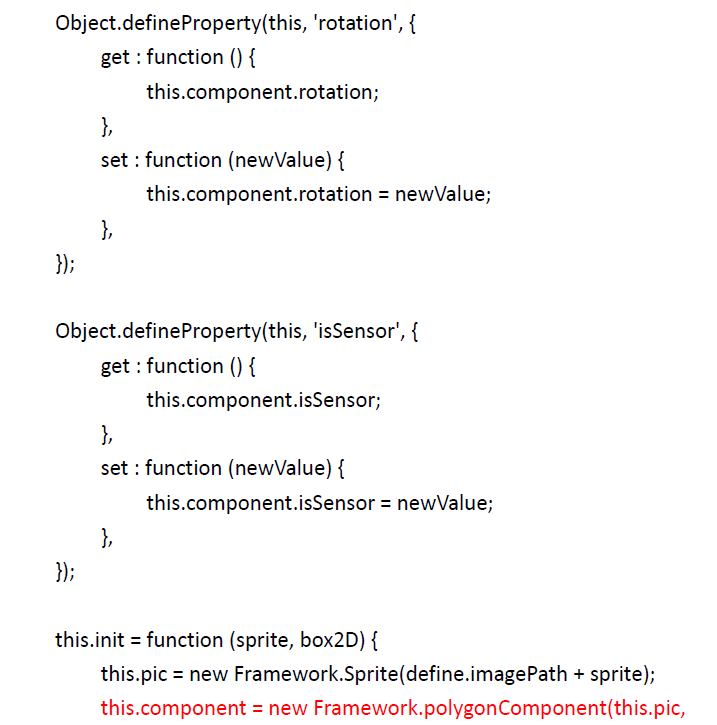 Object.defineProperty(this, 'rotation', {
get : function () {
this.component.rotation;
},
set : function (newValue) {
this.component.rotation = newValue;
},
});
Object.defineProperty(this, 'isSensor', {
get : function () {
this.component.isSensor;
},
set : function (newValue) {
this.component.isSensor = newValue;
},
});
this.init = function (sprite, box2D) {
this.pic = new Framework.Sprite(define.imagePath + sprite);
this.component = new Framework.polygonComponent(this.pic,